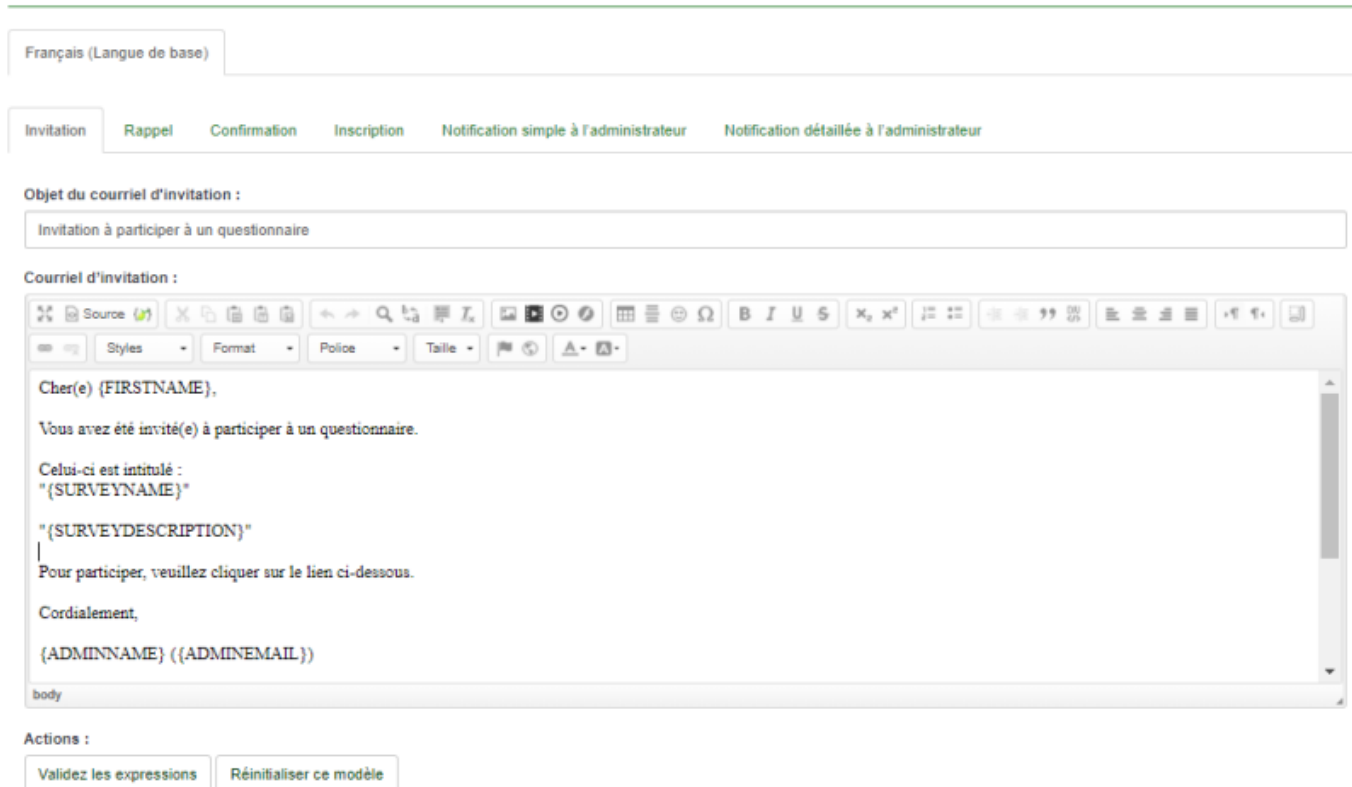 Français (Langue de base)
Invitation Rappel Confirmation Inscription Notification simple à l'administrateur Notification détaillée à l'administrateur
Objet du courriel d'invitation :
Invitation à participer à un questionnaire
Courriel d'invitation :
Source
Styles Format Police Taille
Cher(e) {FIRSTNAME},
Vous avez été invité(e) à participer à un questionnaire.
Celui-ci est intitulé :
"{SURVEYNAME}"
"{SURVEYDESCRIPTION}"
Pour participer, veuillez cliquer sur le lien ci-dessous.
Cordialement,
{ADMINNAME} ({ADMINEMAIL})
body
Actions :
Validez les expressions Réinitialiser ce modèle